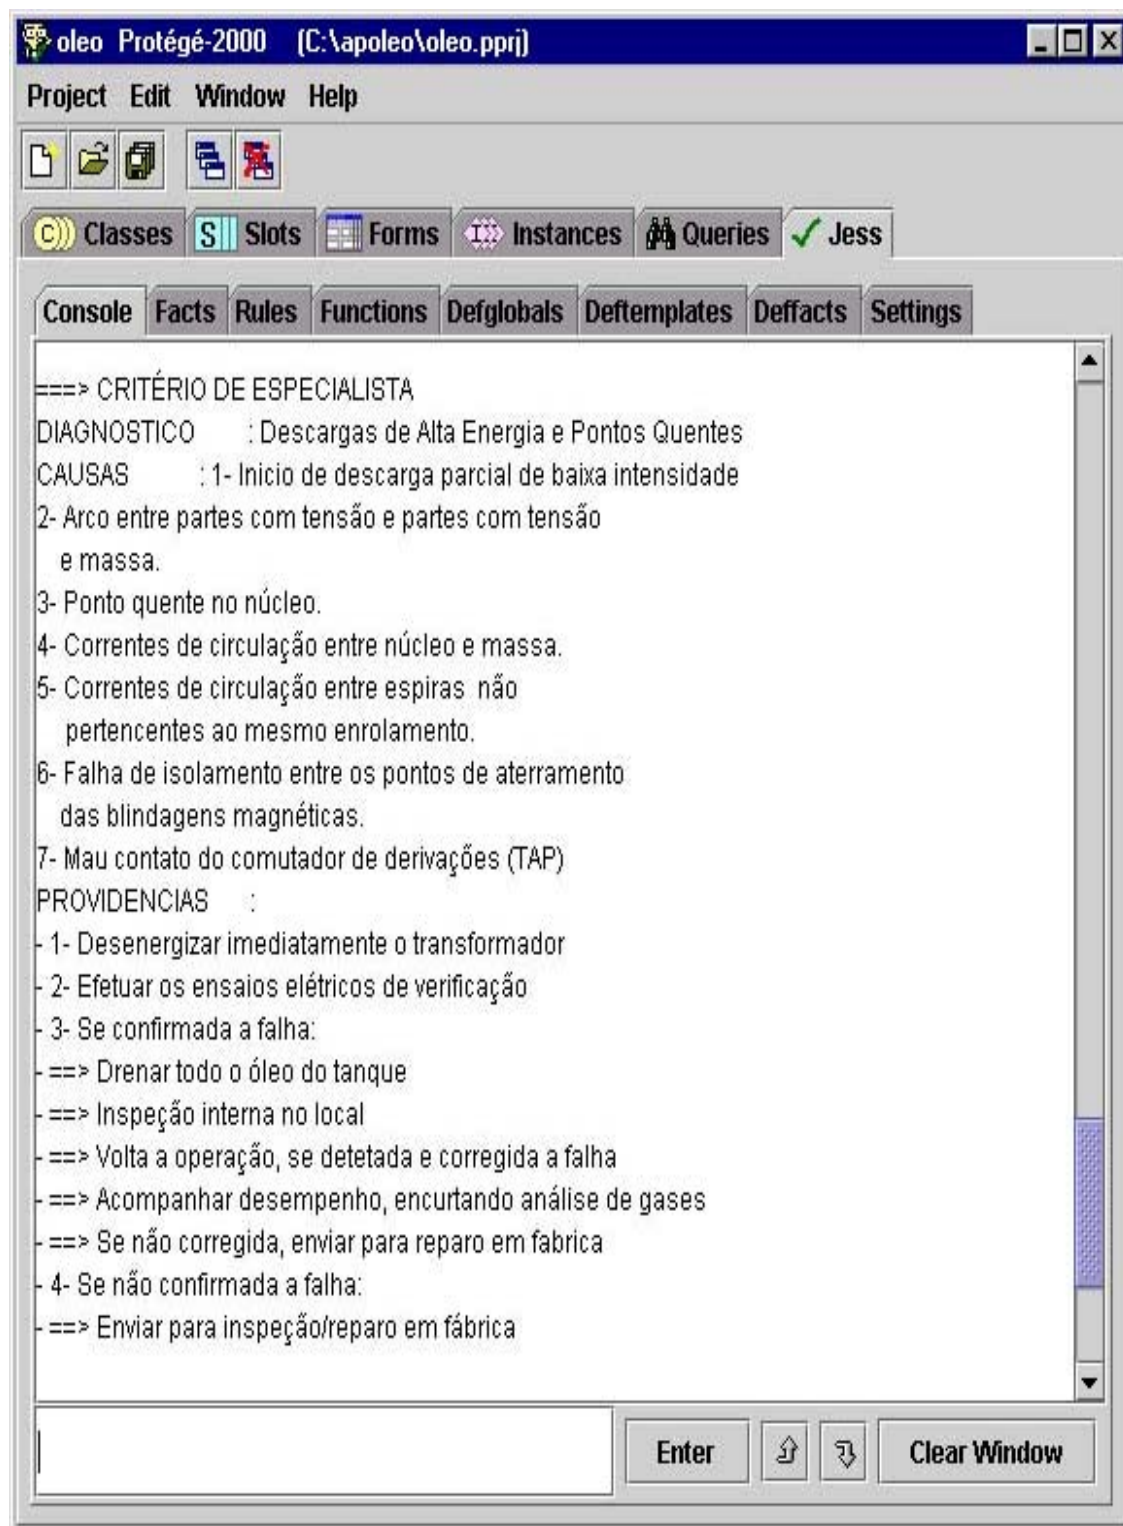 oleo Protégé-2000 (C:\apoleo\oleo.pprj)
Project Edit Window Help
Classes S Slots Forms Instances Queries Jess
Console Facts Rules Functions Defglobals Deftemplates Deffacts Settings
===> CRITÉRIO DE ESPECIALISTA
DIAGNOSTICO : Descargas de Alta Energia e Pontos Quentes
CAUSAS : 1- Inicio de descarga parcial de baixa intensidade
2- Arco entre partes com tensão e partes com tensão
e massa.
3- Ponto quente no núcleo.
4- Correntes de circulação entre núcleo e massa.
5- Correntes de circulação entre espiras não
pertencentes ao mesmo enrolamento.
6- Falha de isolamento entre os pontos de aterramento
das blindagens magnéticas.
7- Mau contato do comutador de derivações (TAP)
PROVIDENCIAS :
- 1- Desenergizar imediatamente o transformador
- 2- Efetuar os ensaios elétricos de verificação
- 3- Se confirmada a falha:
- ==> Drenar todo o óleo do tanque
- ==> Inspeção interna no local
- ==> Volta a operação, se detetada e corregida a falha
- ==> Acompanhar desempenho, encurtando análise de gases
- ==> Se não corregida, enviar para reparo em fabrica
- 4- Se não confirmada a falha:
- ==> Enviar para inspeção/reparo em fábrica
Enter Clear Window